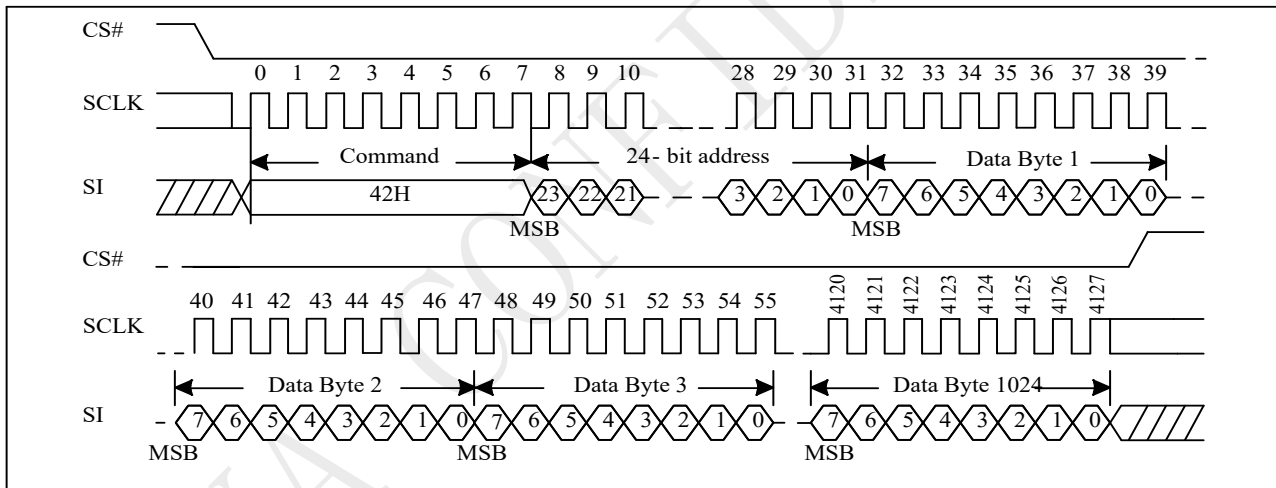 CS#
0 1 2 3 4 5 6 7 8 9 10 28 29 30 31 32 33 34 35 36 37 38 39
SCLK
Command 24- bit address Data Byte 1
SI 42H 23 22 21 3 2 1 0 7 6 5 4 3 2 1 0
MSB MSB
CS#
40 41 42 43 44 45 46 47 48 49 50 51 52 53 54 55 4120 4121 4122 4123 4124 4125 4126 4127
SCLK
Data Byte 2 Data Byte 3 Data Byte 1024
SI 7 6 5 4 3 2 1 0 7 6 5 4 3 2 1 0 7 6 5 4 3 2 1 0
MSB MSB MSB